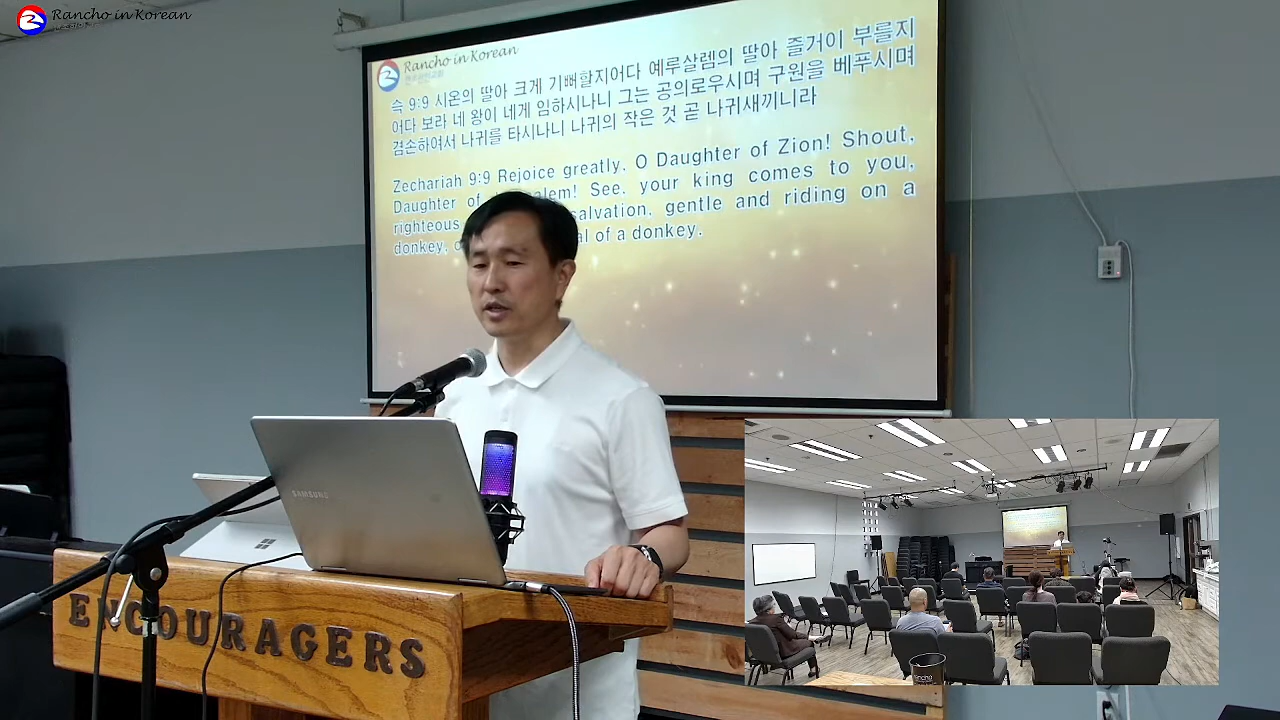 Rancho in Korean
Rancho in Korean
슥 9:9 시온의 딸아 크게 기뻐할지어다 예루살렘의 딸아 즐거이 부를지
어다 보라 네 왕이 네게 임하시나니 그는 공의로우시며 구원을 베푸시며
겸손하여서 나귀를 타시나니 나귀의 작은 것 곧 나귀새끼니라
Zechariah 9:9 Rejoice greatly, O Daughter of Zion! Shout,
Daughter of See, your king comes to you,
righteous salvation, gentle and riding on a
donkey, of a donkey.
SAMSUNG
ENCOURAGERS
Rancho